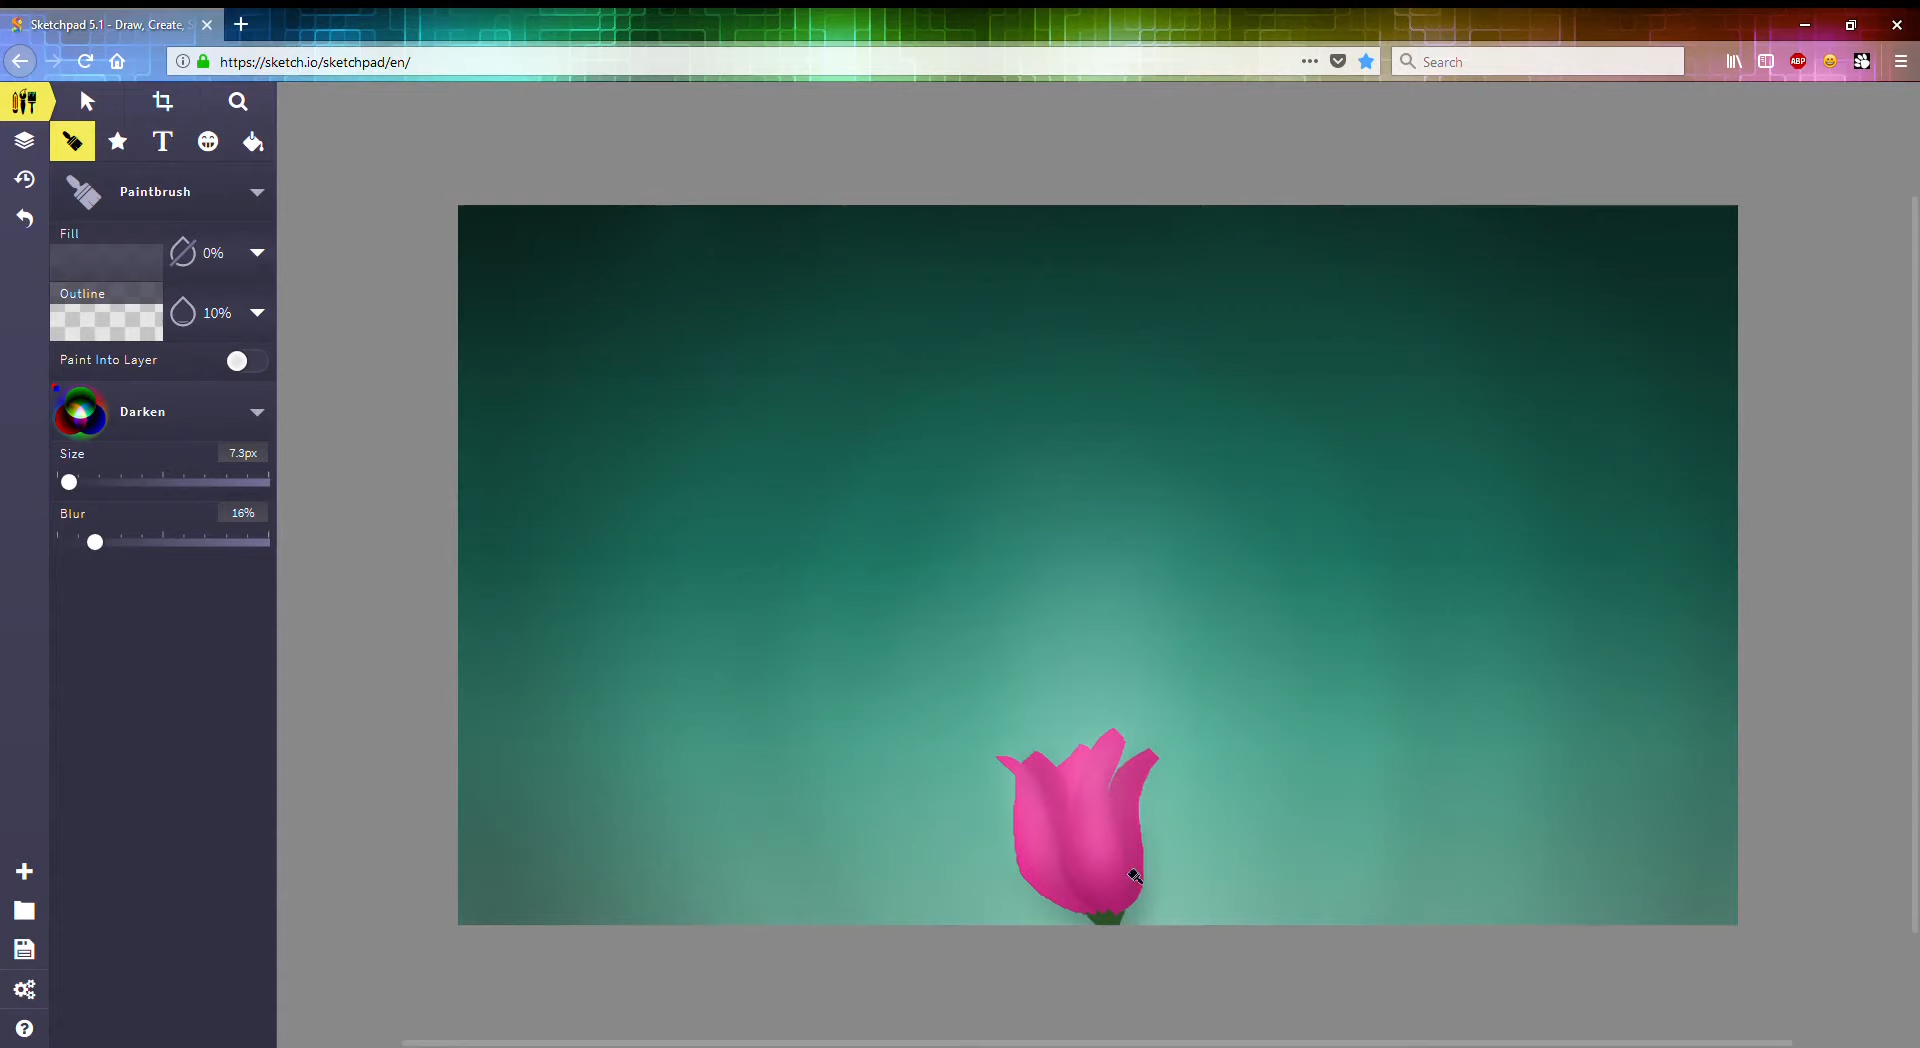 Sketchpad 5.1 - Draw, Create, S
https://sketch.io/sketchpad/en/
Search
ABP
T
Paintbrush
Fill
0%
Outline
10%
Paint Into Layer
Darken
Size
7.3px
Blur
16%